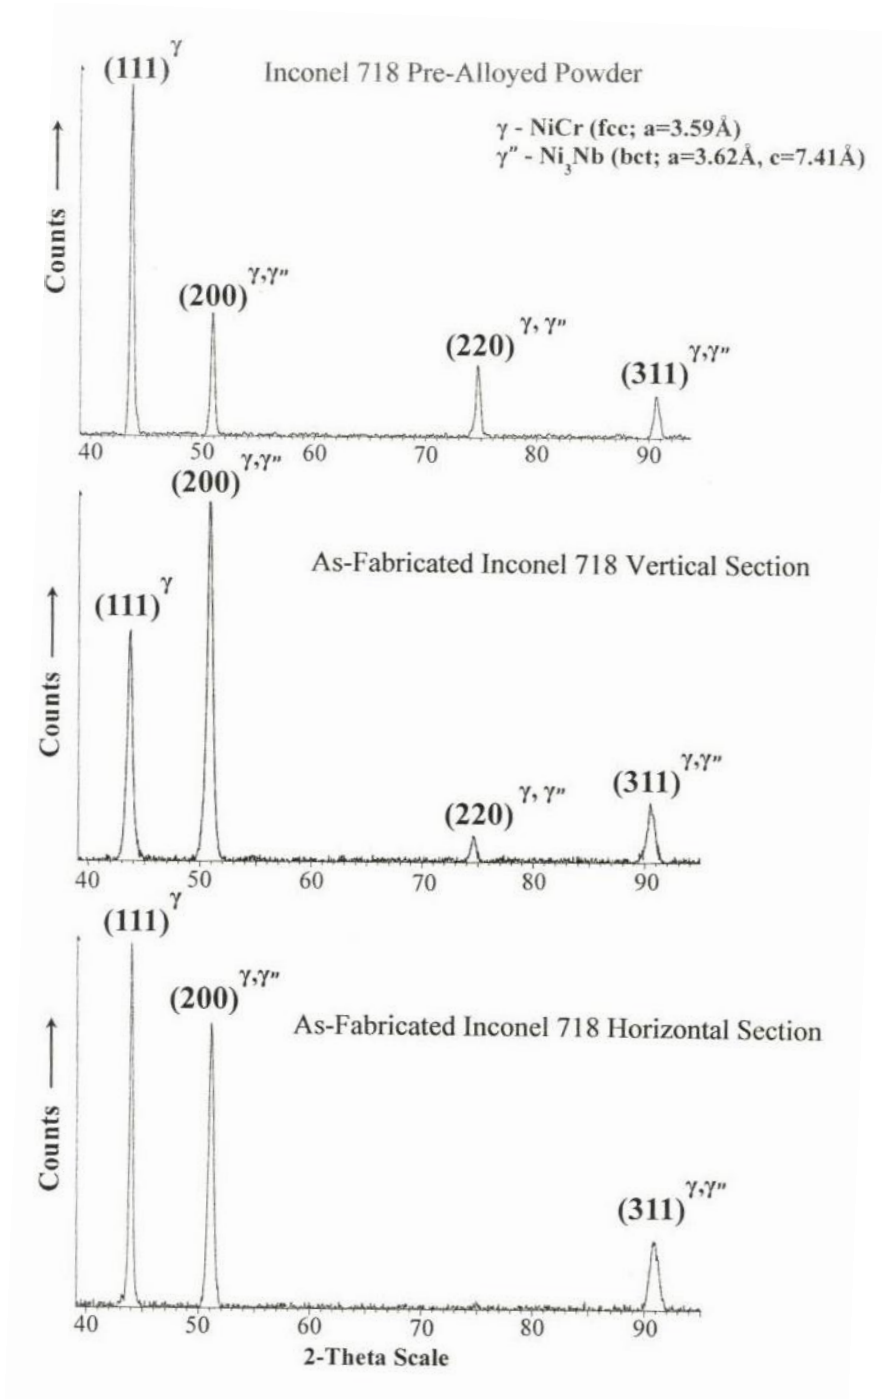 (111)γ
Inconel 718 Pre-Alloyed Powder
γ - NiCr (fcc; a=3.59Å)
γ" - Ni3Nb (bct; a=3.62Å, c=7.41Å)
Counts
(200)γ,γ"
(220)γ, γ"
(311)γ,γ"
40 50 60 70 80 90
(200)γ,γ"
As-Fabricated Inconel 718 Vertical Section
(111)γ
Counts
(220)γ, γ"
(311)γ,γ"
40 50 60 70 80 90
(111)γ
(200)γ,γ"
As-Fabricated Inconel 718 Horizontal Section
Counts
(311)γ,γ"
40 50 60 70 80 90
2-Theta Scale